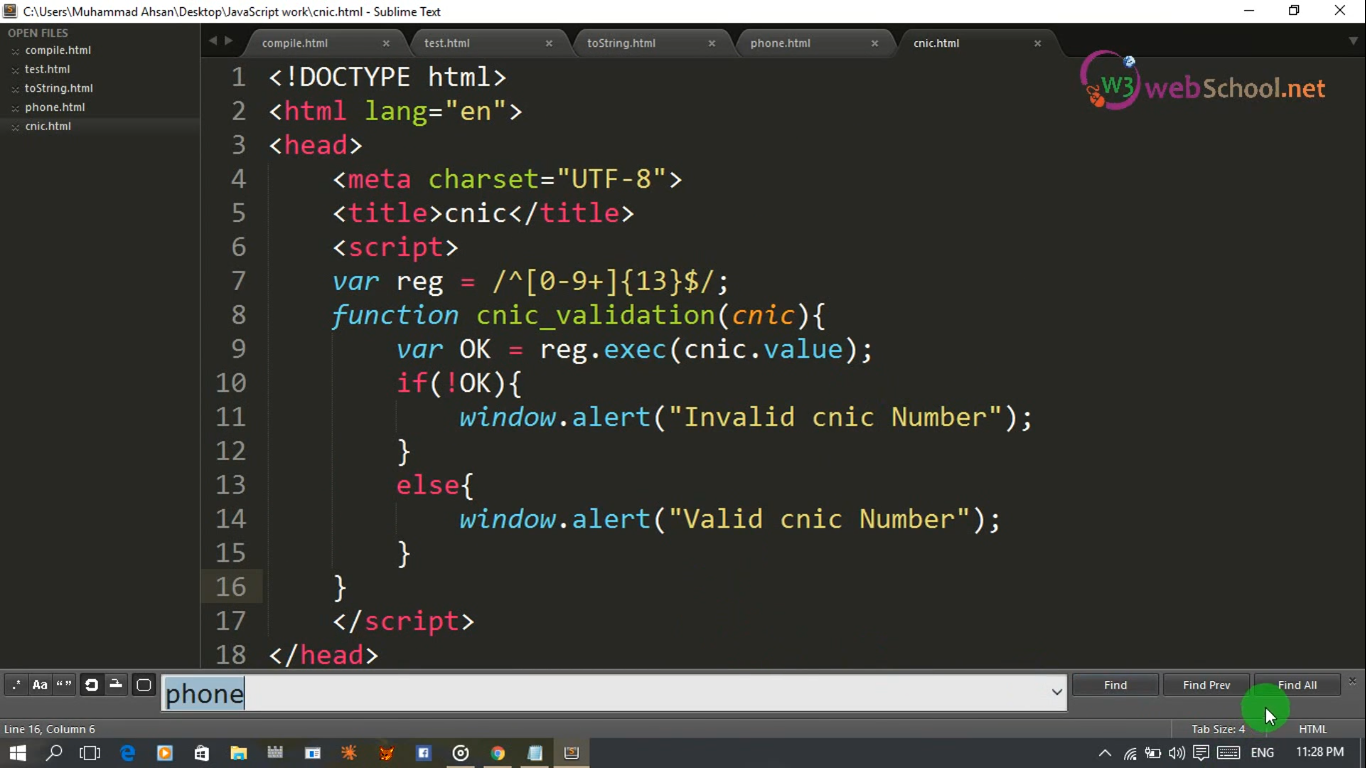 C:\Users\Muhammad Ahsan\Desktop\JavaScript work\cnic.html - Sublime Text
OPEN FILES
compile.html
test.html
toString.html
phone.html
cnic.html
compile.html test.html toString.html phone.html cnic.html
W3 webSchool.net
1 <!DOCTYPE html>
2 <html lang="en">
3 <head>
4 <meta charset="UTF-8">
5 <title>cnic</title>
6 <script>
7 var reg = /^[0-9+]{13}$/;
8 function cnic_validation(cnic){
9 var OK = reg.exec(cnic.value);
10 if(!OK){
11 window.alert("Invalid cnic Number");
12 }
13 else{
14 window.alert("Valid cnic Number");
15 }
16 }
17 </script>
18 </head>
.* Aa “ ”
phone
Find Find Prev Find All
Line 16, Column 6
Tab Size: 4 HTML
ENG 11:28 PM